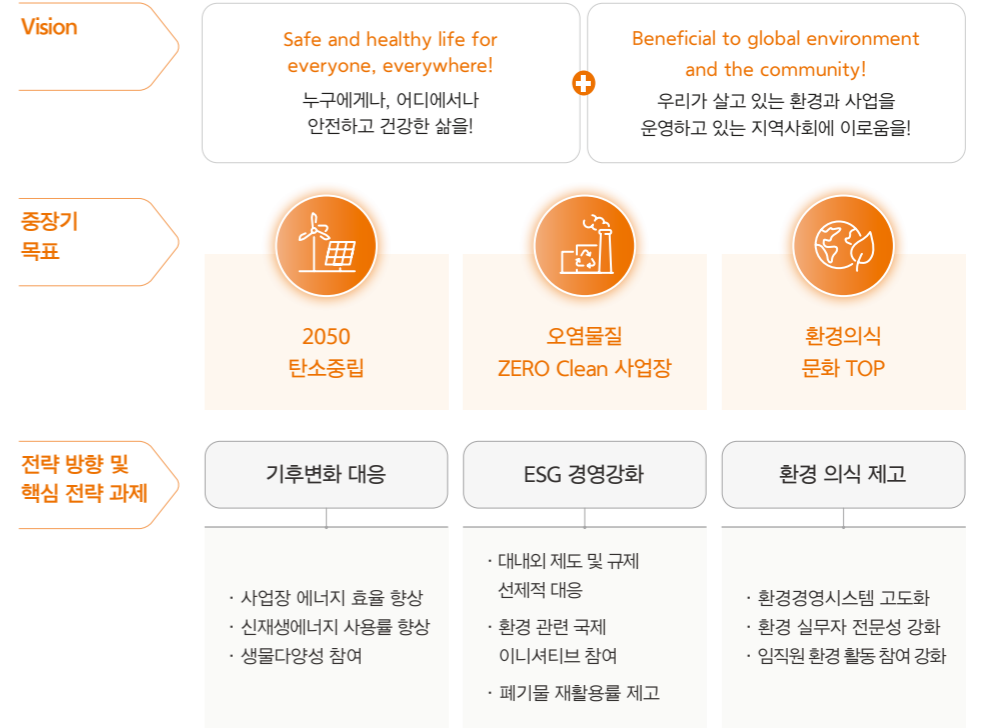 Vision
Safe and healthy life for
everyone, everywhere!
누구에게나, 어디에서나
안전하고 건강한 삶을!
Beneficial to global environment
and the community!
우리가 살고 있는 환경과 사업을
운영하고 있는 지역사회에 이로움을!
중장기
목표
2050
탄소중립
오염물질
ZERO Clean 사업장
환경의식
문화 TOP
전략 방향 및
핵심 전략 과제
기후변화 대응
· 사업장 에너지 효율 향상
· 신재생에너지 사용률 향상
· 생물다양성 참여
ESG 경영강화
· 대내외 제도 및 규제
선제적 대응
· 환경 관련 국제
이니셔티브 참여
· 폐기물 재활용률 제고
환경 의식 제고
· 환경경영시스템 고도화
· 환경 실무자 전문성 강화
· 임직원 환경 활동 참여 강화